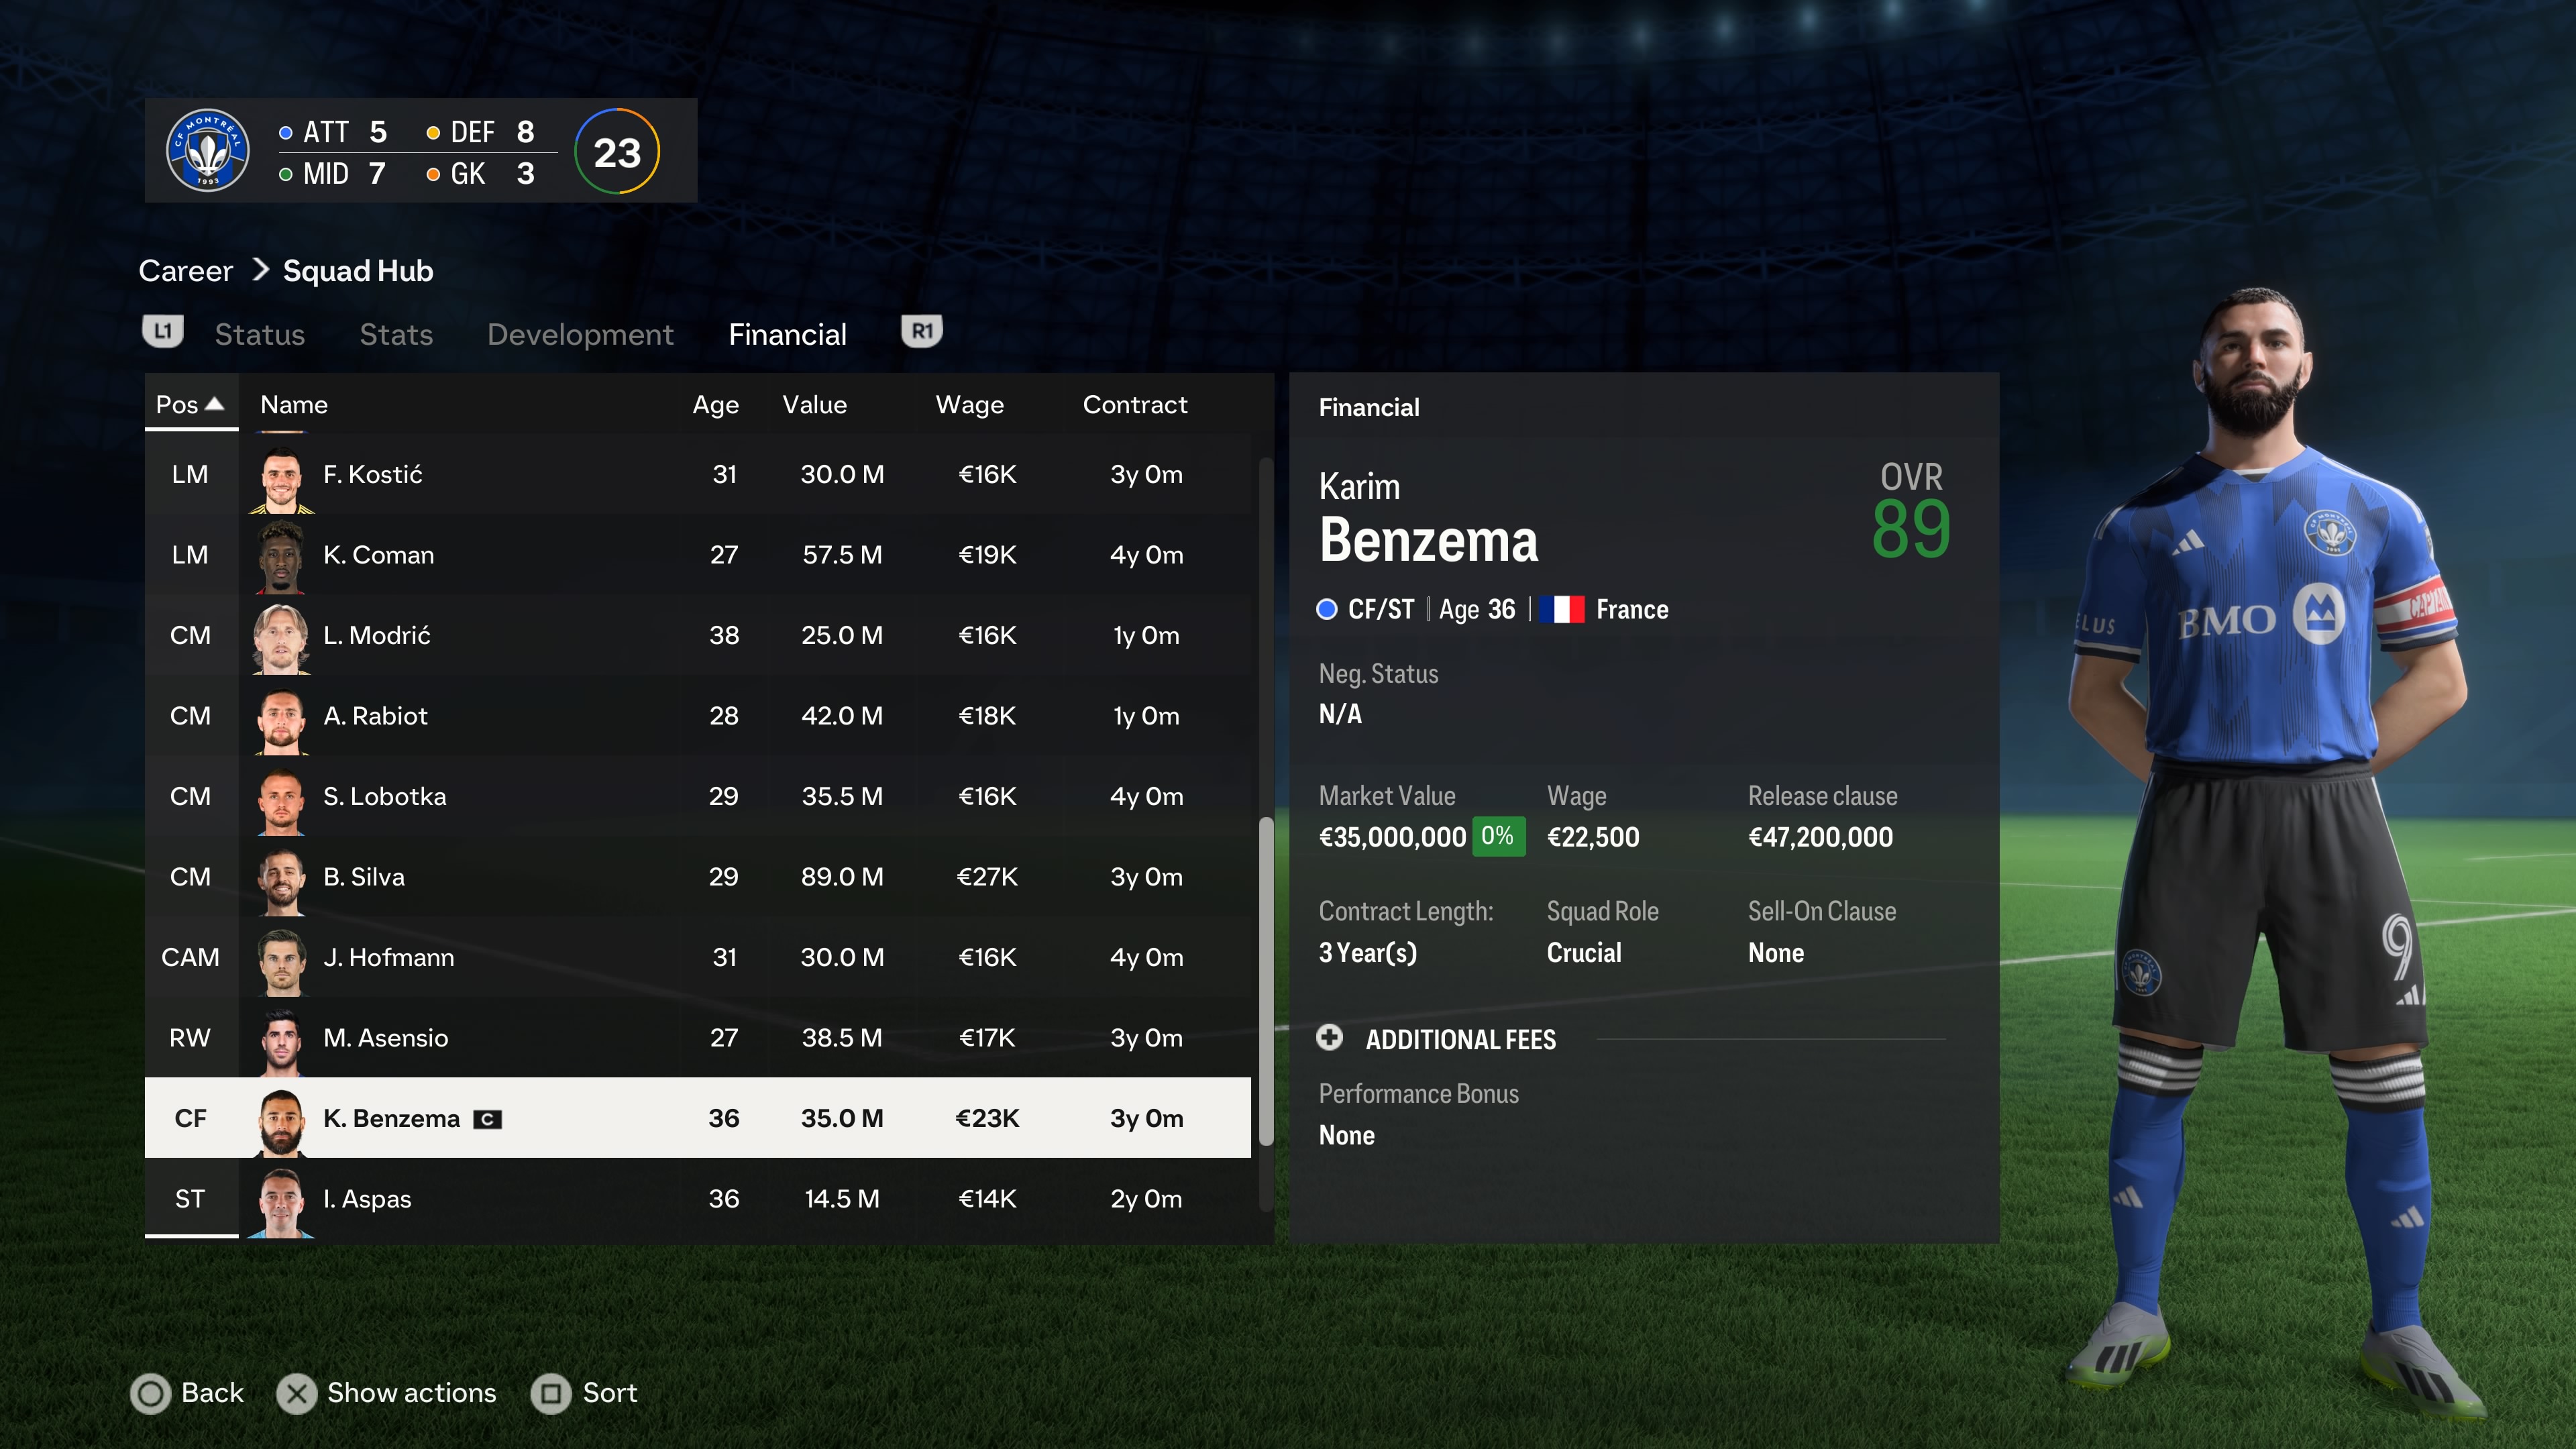 CF MONTRÉAL
1993
ATT 5 DEF 8
MID 7 GK 3
23
Career > Squad Hub
L1 Status Stats Development Financial R1
Pos Name Age Value Wage Contract
LM F. Kostić 31 30.0 M €16K 3y 0m
LM K. Coman 27 57.5 M €19K 4y 0m
CM L. Modrić 38 25.0 M €16K 1y 0m
CM A. Rabiot 28 42.0 M €18K 1y 0m
CM S. Lobotka 29 35.5 M €16K 4y 0m
CM B. Silva 29 89.0 M €27K 3y 0m
CAM J. Hofmann 31 30.0 M €16K 4y 0m
RW M. Asensio 27 38.5 M €17K 3y 0m
CF K. Benzema C 36 35.0 M €23K 3y 0m
ST I. Aspas 36 14.5 M €14K 2y 0m
Financial
Karim
Benzema
OVR
89
CF/ST | Age 36 | France
Neg. Status
N/A
Market Value Wage Release clause
€35,000,000 0% €22,500 €47,200,000
Contract Length: Squad Role Sell-On Clause
3 Year(s) Crucial None
ADDITIONAL FEES
Performance Bonus
None
ELUS
BMO
CAPTA
9
Back Show actions Sort